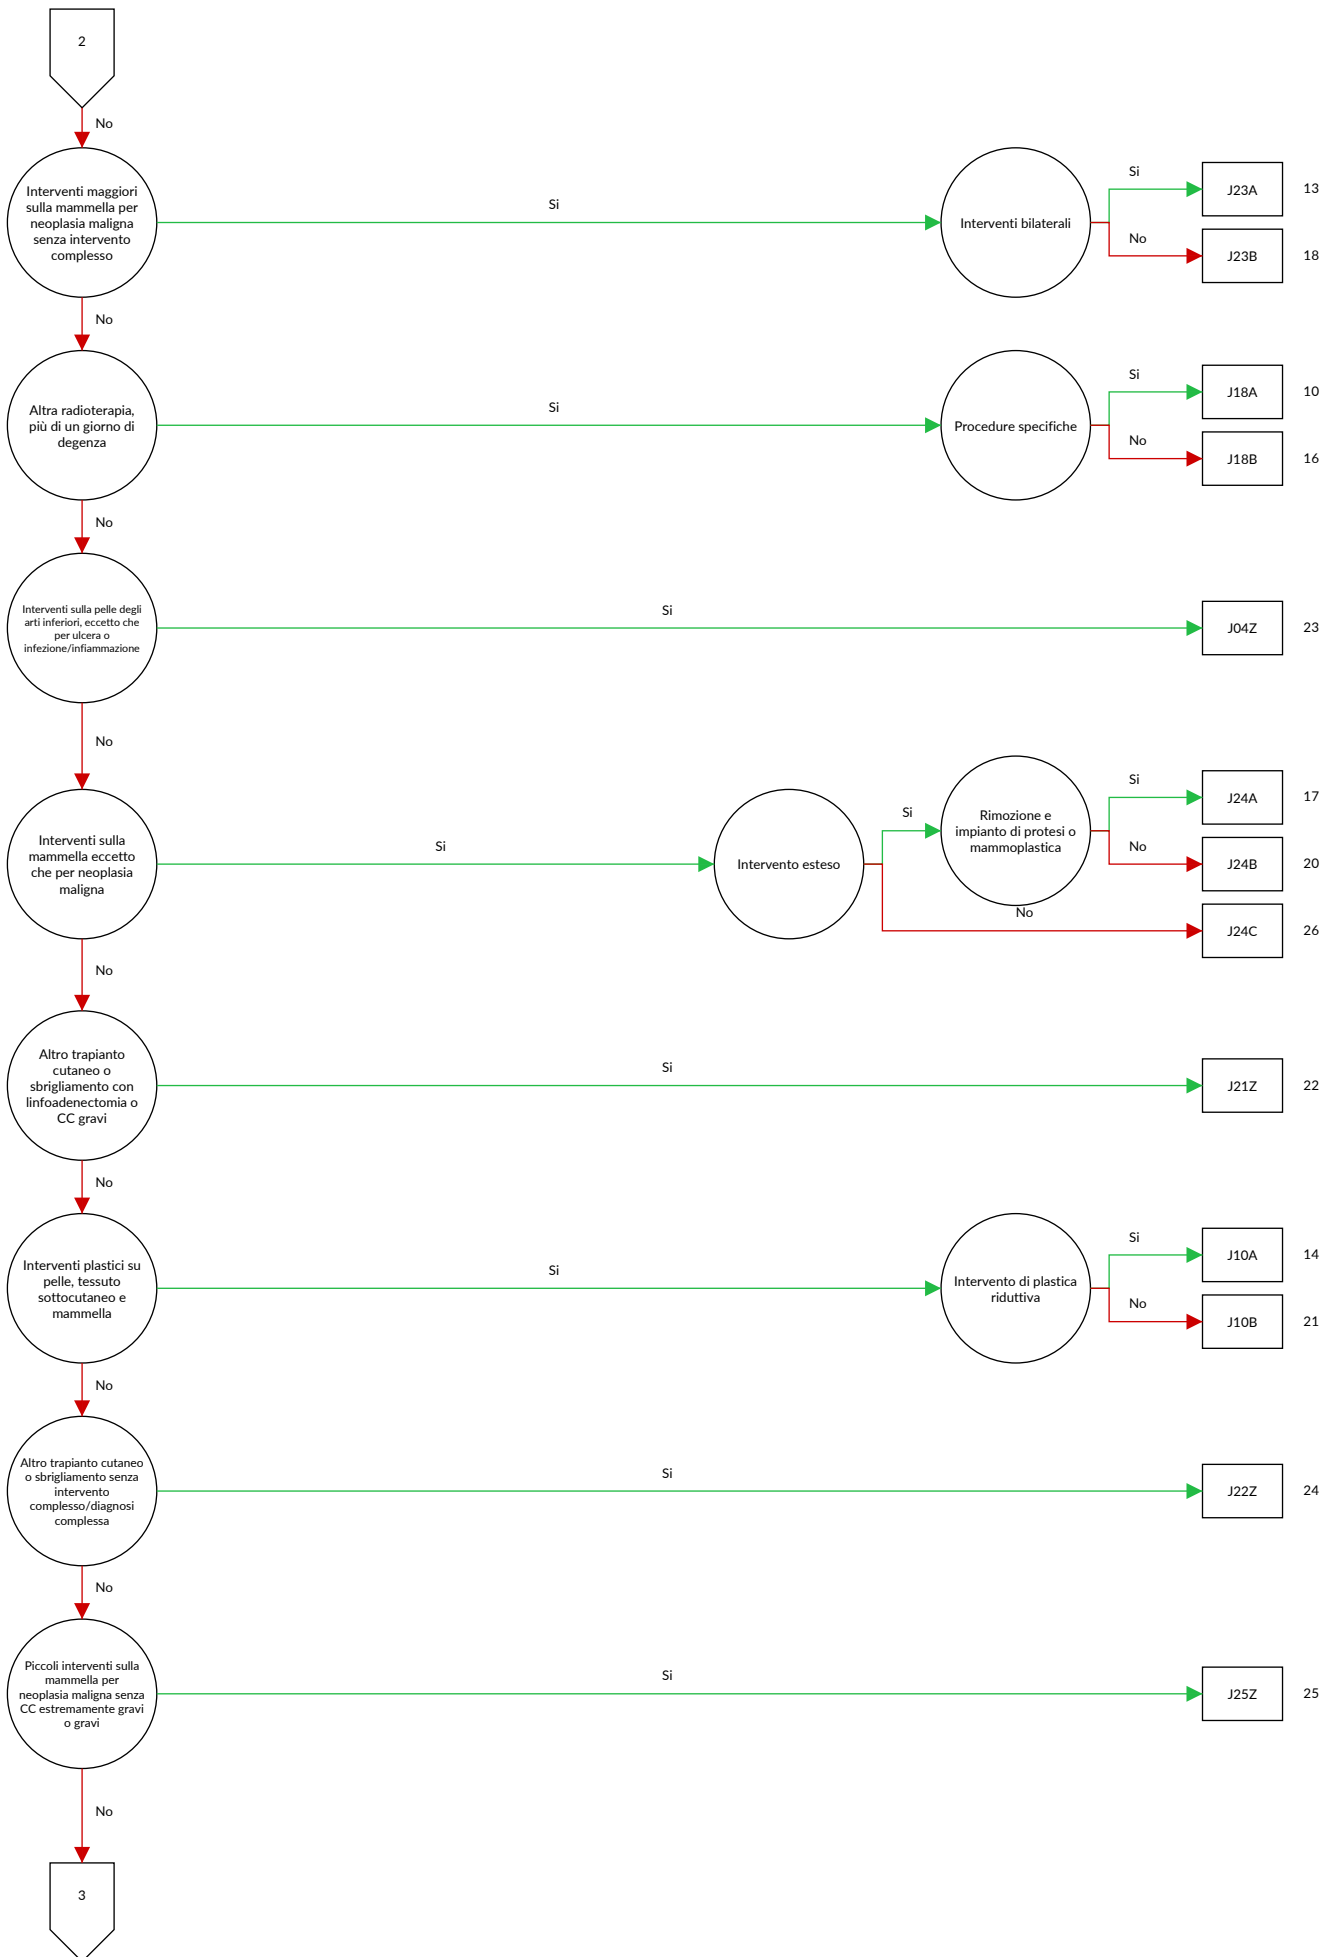 2
No
Interventi maggiori
sulla mammella per
neoplasia maligna
senza intervento
complesso
Si
Interventi bilaterali
Si
J23A
13
No
J23B
18
No
Altra radioterapia,
più di un giorno di
degenza
Si
Procedure specifiche
Si
J18A
10
No
J18B
16
No
Interventi sulla pelle degli
arti inferiori, eccetto che
per ulcera o
infezione/infiammazione
Si
J04Z
23
No
Interventi sulla
mammella eccetto
che per neoplasia
maligna
Si
Intervento esteso
Si
Rimozione e
impianto di protesi o
mammoplastica
Si
J24A
17
No
J24B
20
No
J24C
26
No
Altro trapianto
cutaneo o
sbrigliamento con
linfoadenectomia o
CC gravi
Si
J21Z
22
No
Interventi plastici su
pelle, tessuto
sottocutaneo e
mammella
Si
Intervento di plastica
riduttiva
Si
J10A
14
No
J10B
21
No
Altro trapianto cutaneo
o sbrigliamento senza
intervento
complesso/diagnosi
complessa
Si
J22Z
24
No
Piccoli interventi sulla
mammella per
neoplasia maligna senza
CC estremamente gravi
o gravi
Si
J25Z
25
No
3